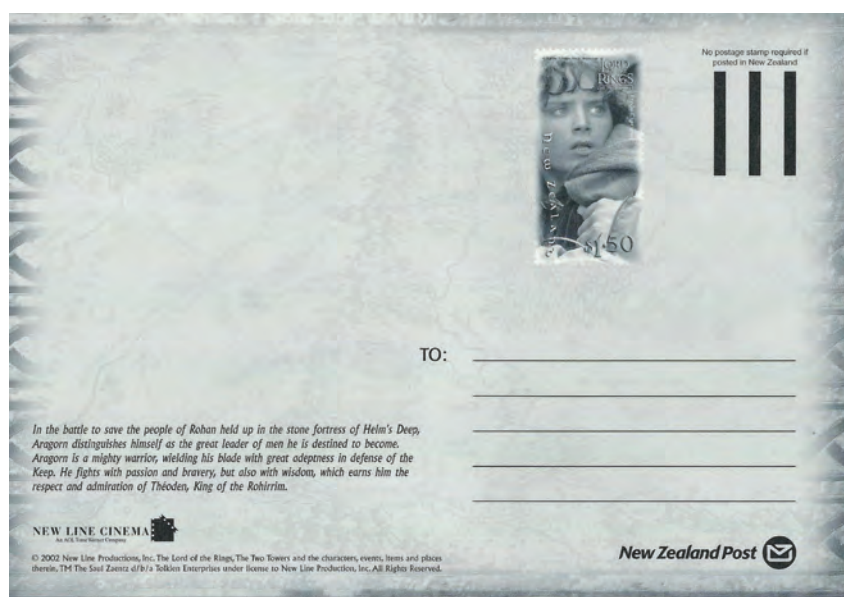 No postage stamp required if
posted in New Zealand
LORD
OF THE
RINGS
New Zealand
$1.50
TO:
In the battle to save the people of Rohan held up in the stone fortress of Helm's Deep,
Aragorn distinguishes himself as the great leader of men he is destined to become.
Aragorn is a mighty warrior, wielding his blade with great adeptness in defense of the
Keep. He fights with passion and bravery, but also with wisdom, which earns him the
respect and admiration of Théoden, King of the Rohirrim.
NEW LINE CINEMA
An AOL Time Warner Company
© 2002 New Line Productions, Inc. The Lord of the Rings, The Two Towers and the characters, events, items and places
therein, TM The Saul Zaentz d/b/a Tolkien Enterprises under license to New Line Production, Inc. All Rights Reserved.
New Zealand Post